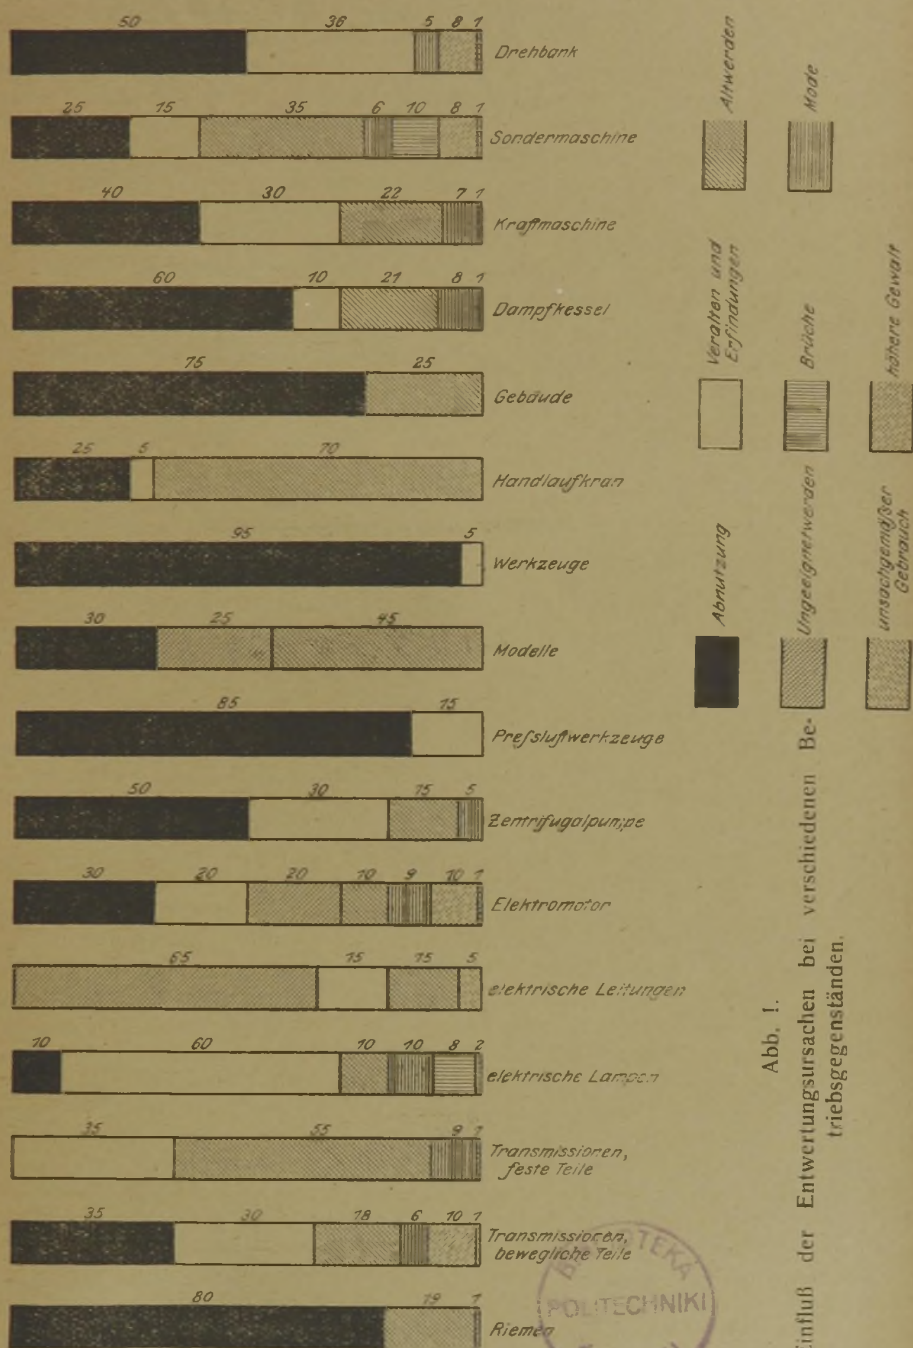 50 36 5 8 1
Drehbank
25 15 35 6 10 8 1
Sondermaschine
40 30 22 7 1
Kraftmaschine
60 10 21 8 1
Dampfkessel
75 25
Gebäude
25 5 70
Handlaufkran
95 5
Werkzeuge
30 25 45
Modelle
85 15
Preſsluftwerkzeuge
50 30 15 5
Zentrifugalpumpe
30 20 20 10 9 10 1
Elektromotor
65 15 15 5
elektrische Leitungen
10 60 10 10 8 2
elektrische Lampen
35 55 9 1
Transmissionen,
feste Teile
35 30 18 6 10 1
Transmissionen,
bewegliche Teile
80 19 1
Riemen
Altwerden
Mode
Veralten und
Erfindungen
Brüche
höhere Gewalt
Abnutzung
Ungeeignetwerden
unsachgemäßer
Gebrauch
Abb. 1.
der Entwertungsursachen bei verschiedenen Be-
triebsgegenständen.
POLITECHNIKI